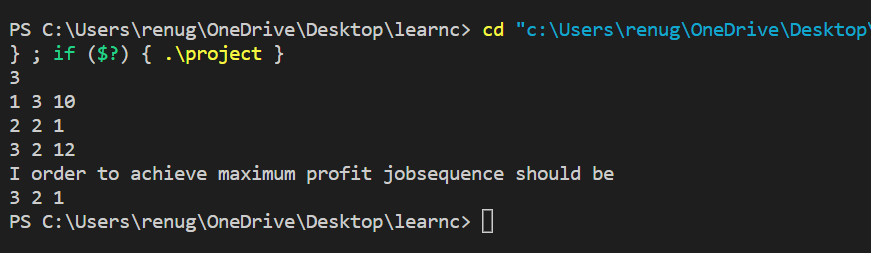 PS C:\Users\renug\OneDrive\Desktop\learnc> cd "c:\Users\renug\OneDrive\Desktop\
} ; if ($?) { .\project }
3
1 3 10
2 2 1
3 2 12
I order to achieve maximum profit jobsequence should be
3 2 1
PS C:\Users\renug\OneDrive\Desktop\learnc>